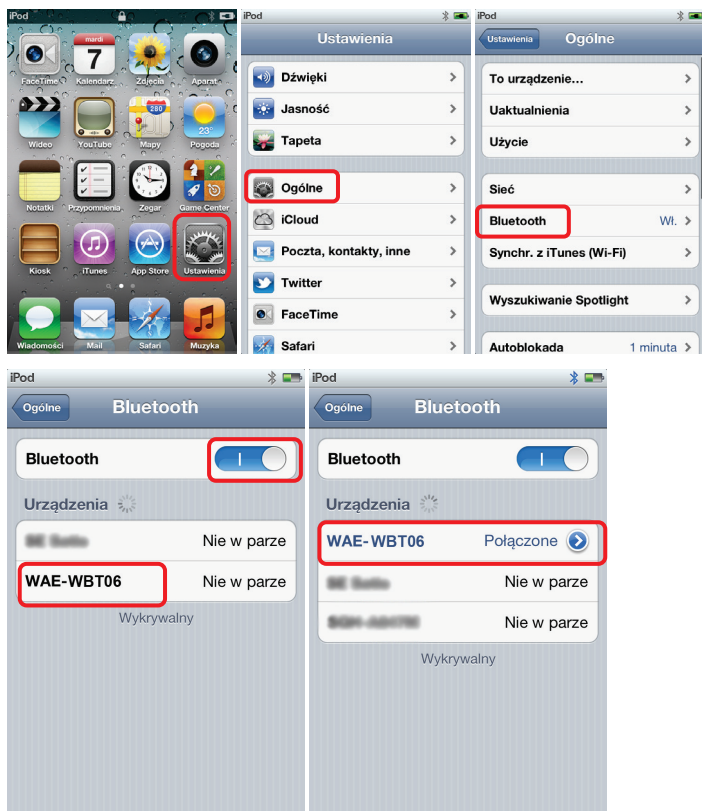 iPod
mardi
7
FaceTime
Kalendarz
Zdjęcia
Aparat
280
23°
Wideo
YouTube
Mapy
Pogoda
Notatki
Przypomnienia
Zegar
Game Center
Kiosk
iTunes
App Store
Ustawienia
Wiadomości
Mail
Safari
Muzyka
iPod
Ustawienia
Dźwięki
Jasność
Tapeta
Ogólne
iCloud
Poczta, kontakty, inne
Twitter
FaceTime
Safari
iPod
Ustawienia Ogólne
To urządzenie...
Uaktualnienia
Użycie
Sieć
Bluetooth Wł.
Synchr. z iTunes (Wi-Fi)
Wyszukiwanie Spotlight
Autoblokada 1 minuta
iPod
Ogólne Bluetooth
Bluetooth
Urządzenia
Nie w parze
WAE-WBT06 Nie w parze
Wykrywalny
iPod
Ogólne Bluetooth
Bluetooth
Urządzenia
WAE-WBT06 Połączone
Nie w parze
Nie w parze
Wykrywalny